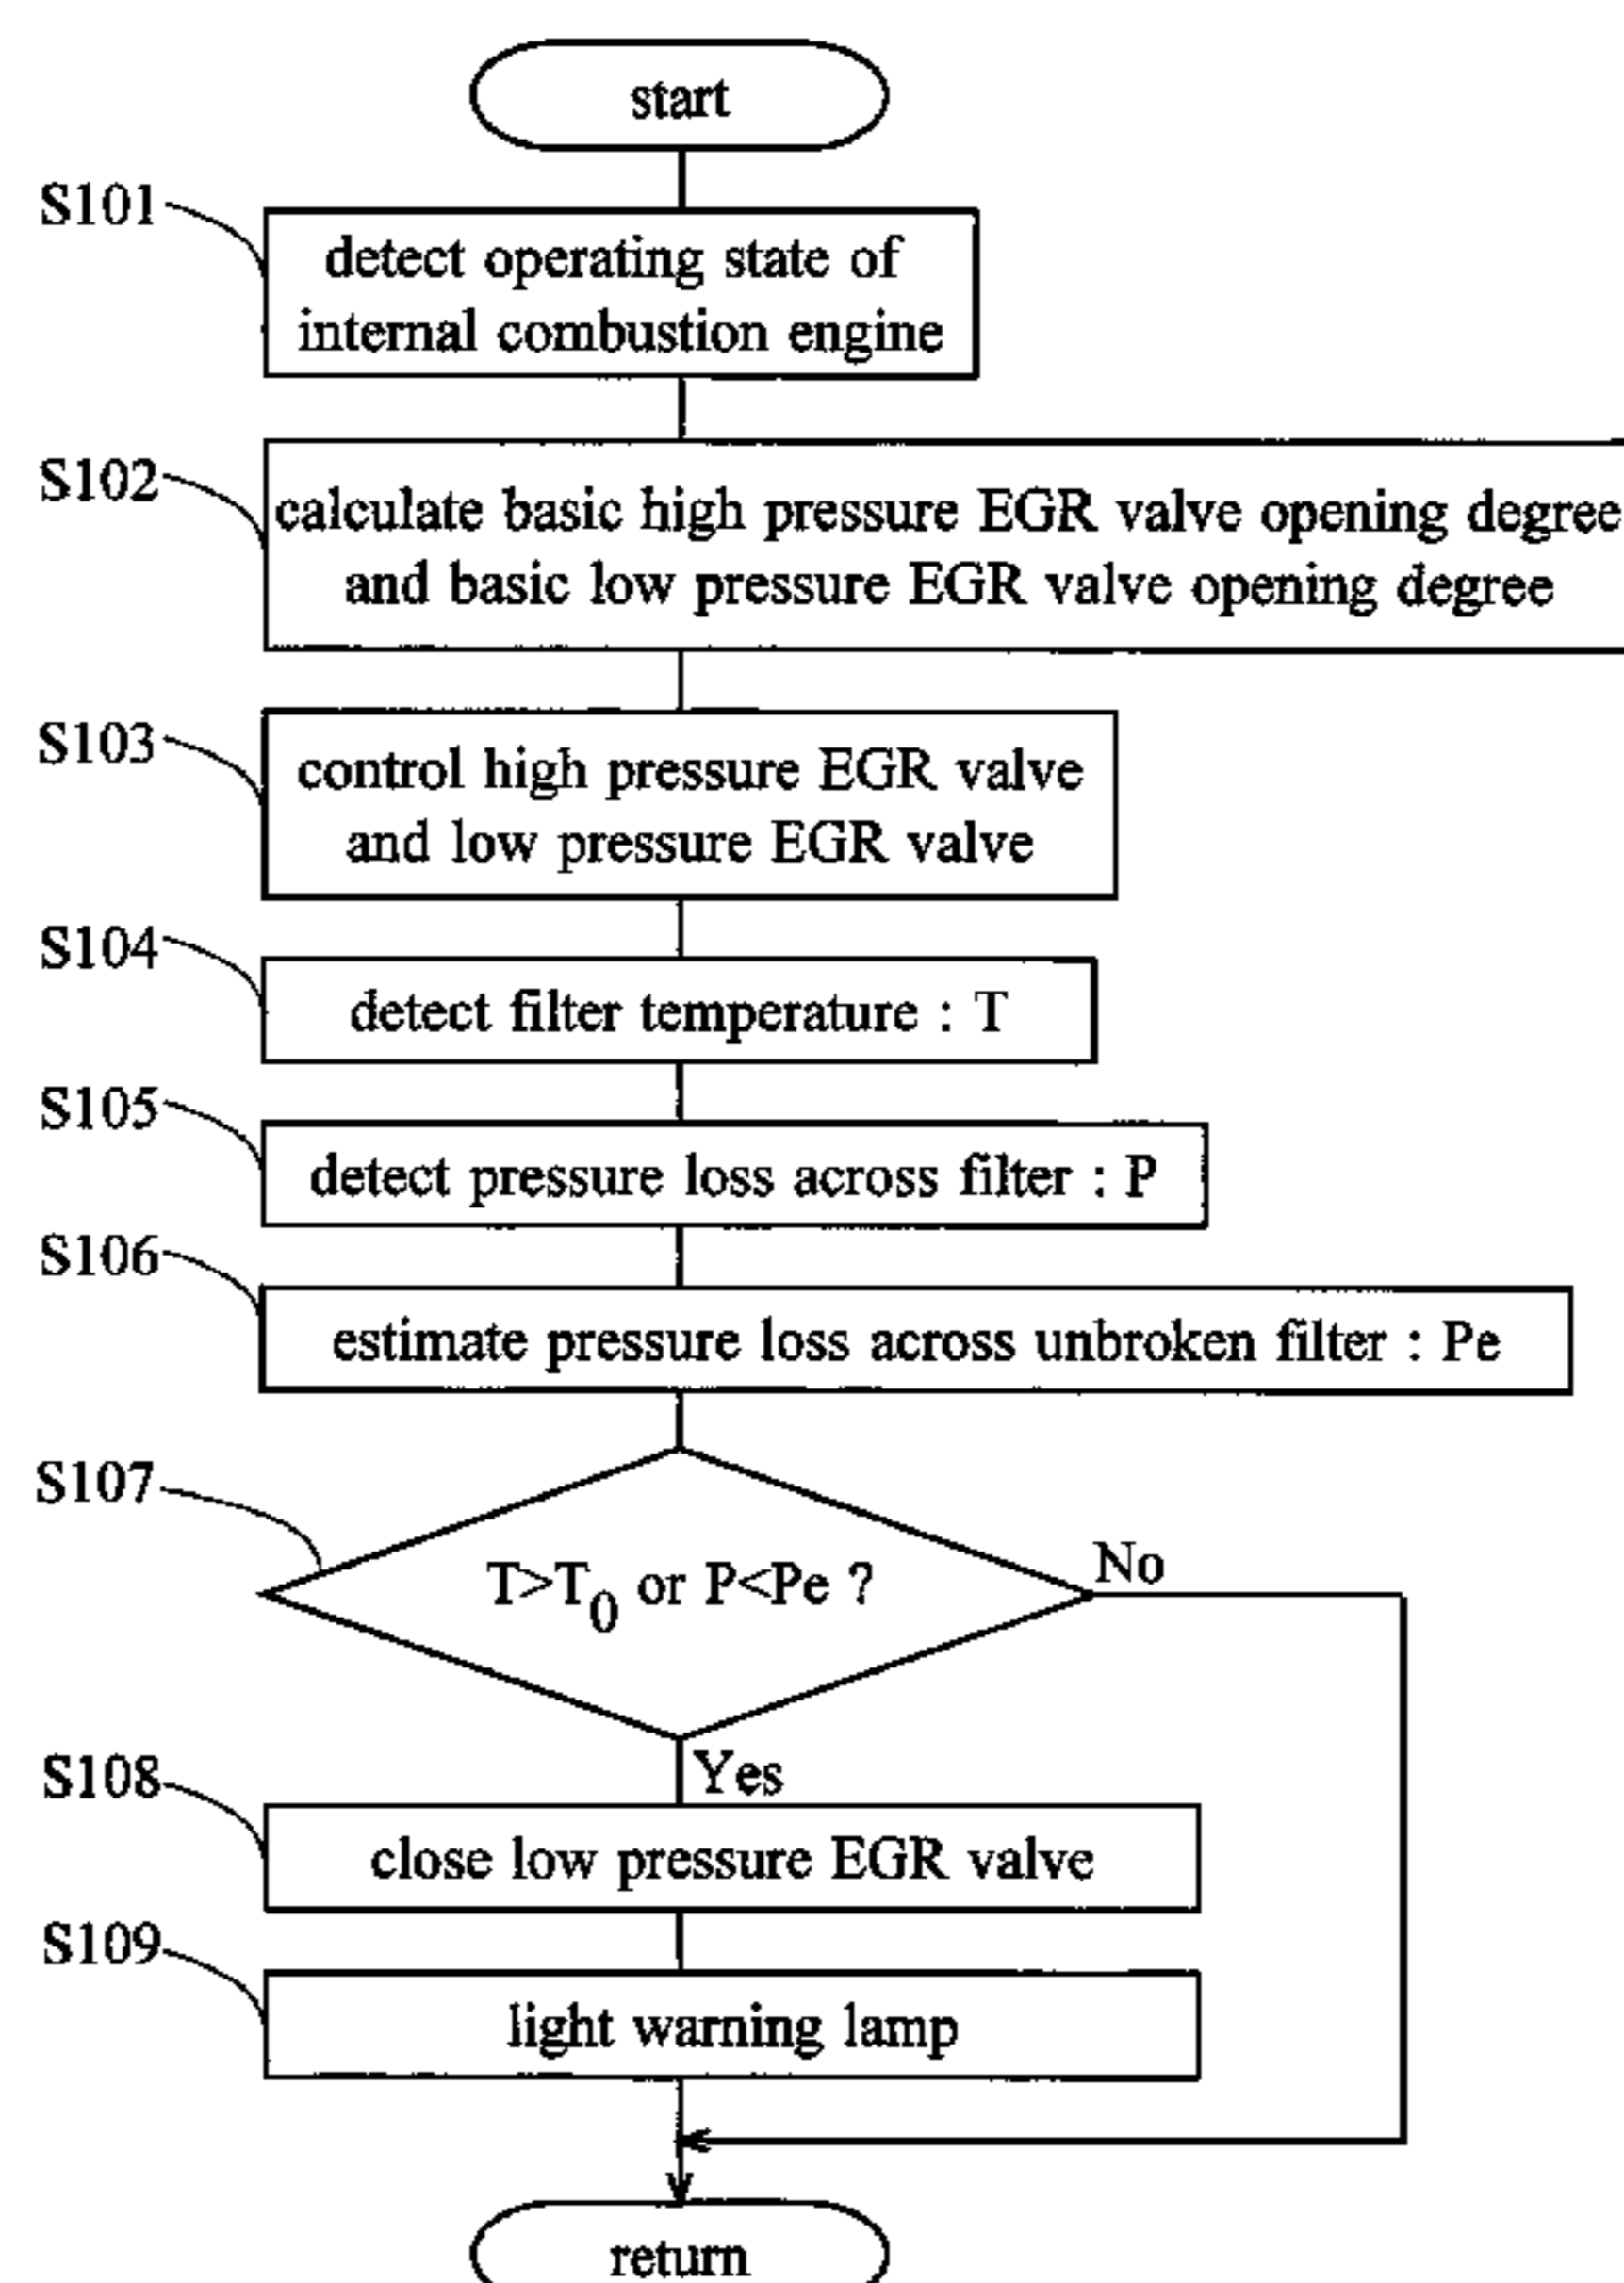 start
S101
detect operating state of
internal combustion engine
S102
calculate basic high pressure EGR valve opening degree
and basic low pressure EGR valve opening degree
S103
control high pressure EGR valve
and low pressure EGR valve
S104
detect filter temperature : T
S105
detect pressure loss across filter : P
S106
estimate pressure loss across unbroken filter : Pe
S107
T>T0 or P<Pe ?
No
Yes
S108
close low pressure EGR valve
S109
light warning lamp
return